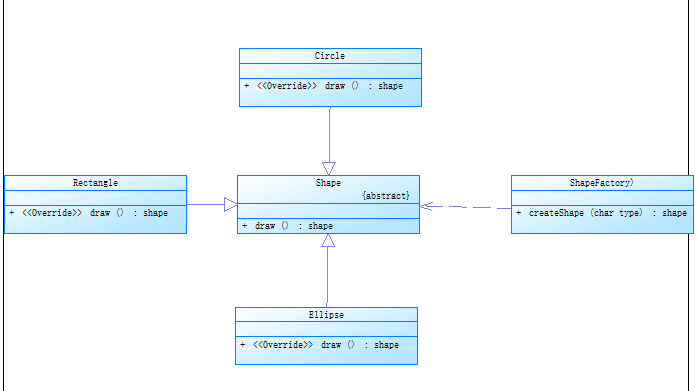 Circle
+ <<Override>> draw () : shape
Rectangle
+ <<Override>> draw () : shape
Shape
{abstract}
+ draw () : shape
ShapeFactory)
+ createShape (char type) : shape
Ellipse
+ <<Override>> draw () : shape